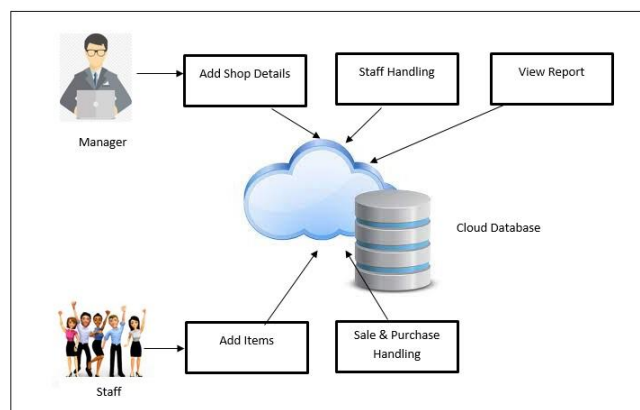 Add Shop Details
Staff Handling
View Report
Manager
Cloud Database
Add Items
Sale & Purchase
Handling
Staff